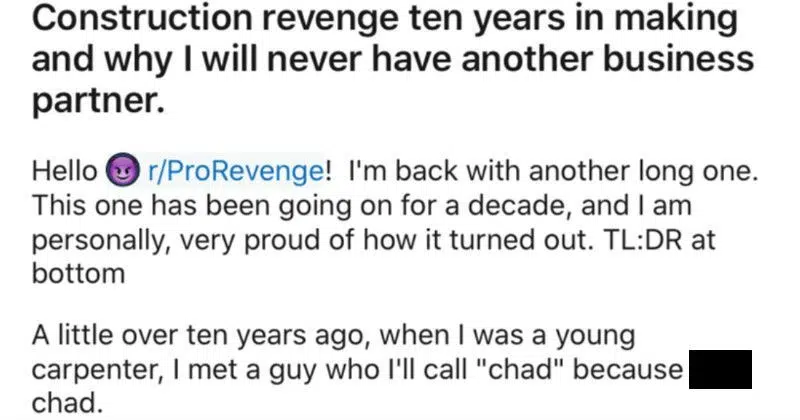 Construction revenge ten years in making
and why I will never have another business
partner.
Hello 😈 r/ProRevenge! I'm back with another long one.
This one has been going on for a decade, and I am
personally, very proud of how it turned out. TL:DR at
bottom
A little over ten years ago, when I was a young
carpenter, I met a guy who I'll call "chad" because
chad.